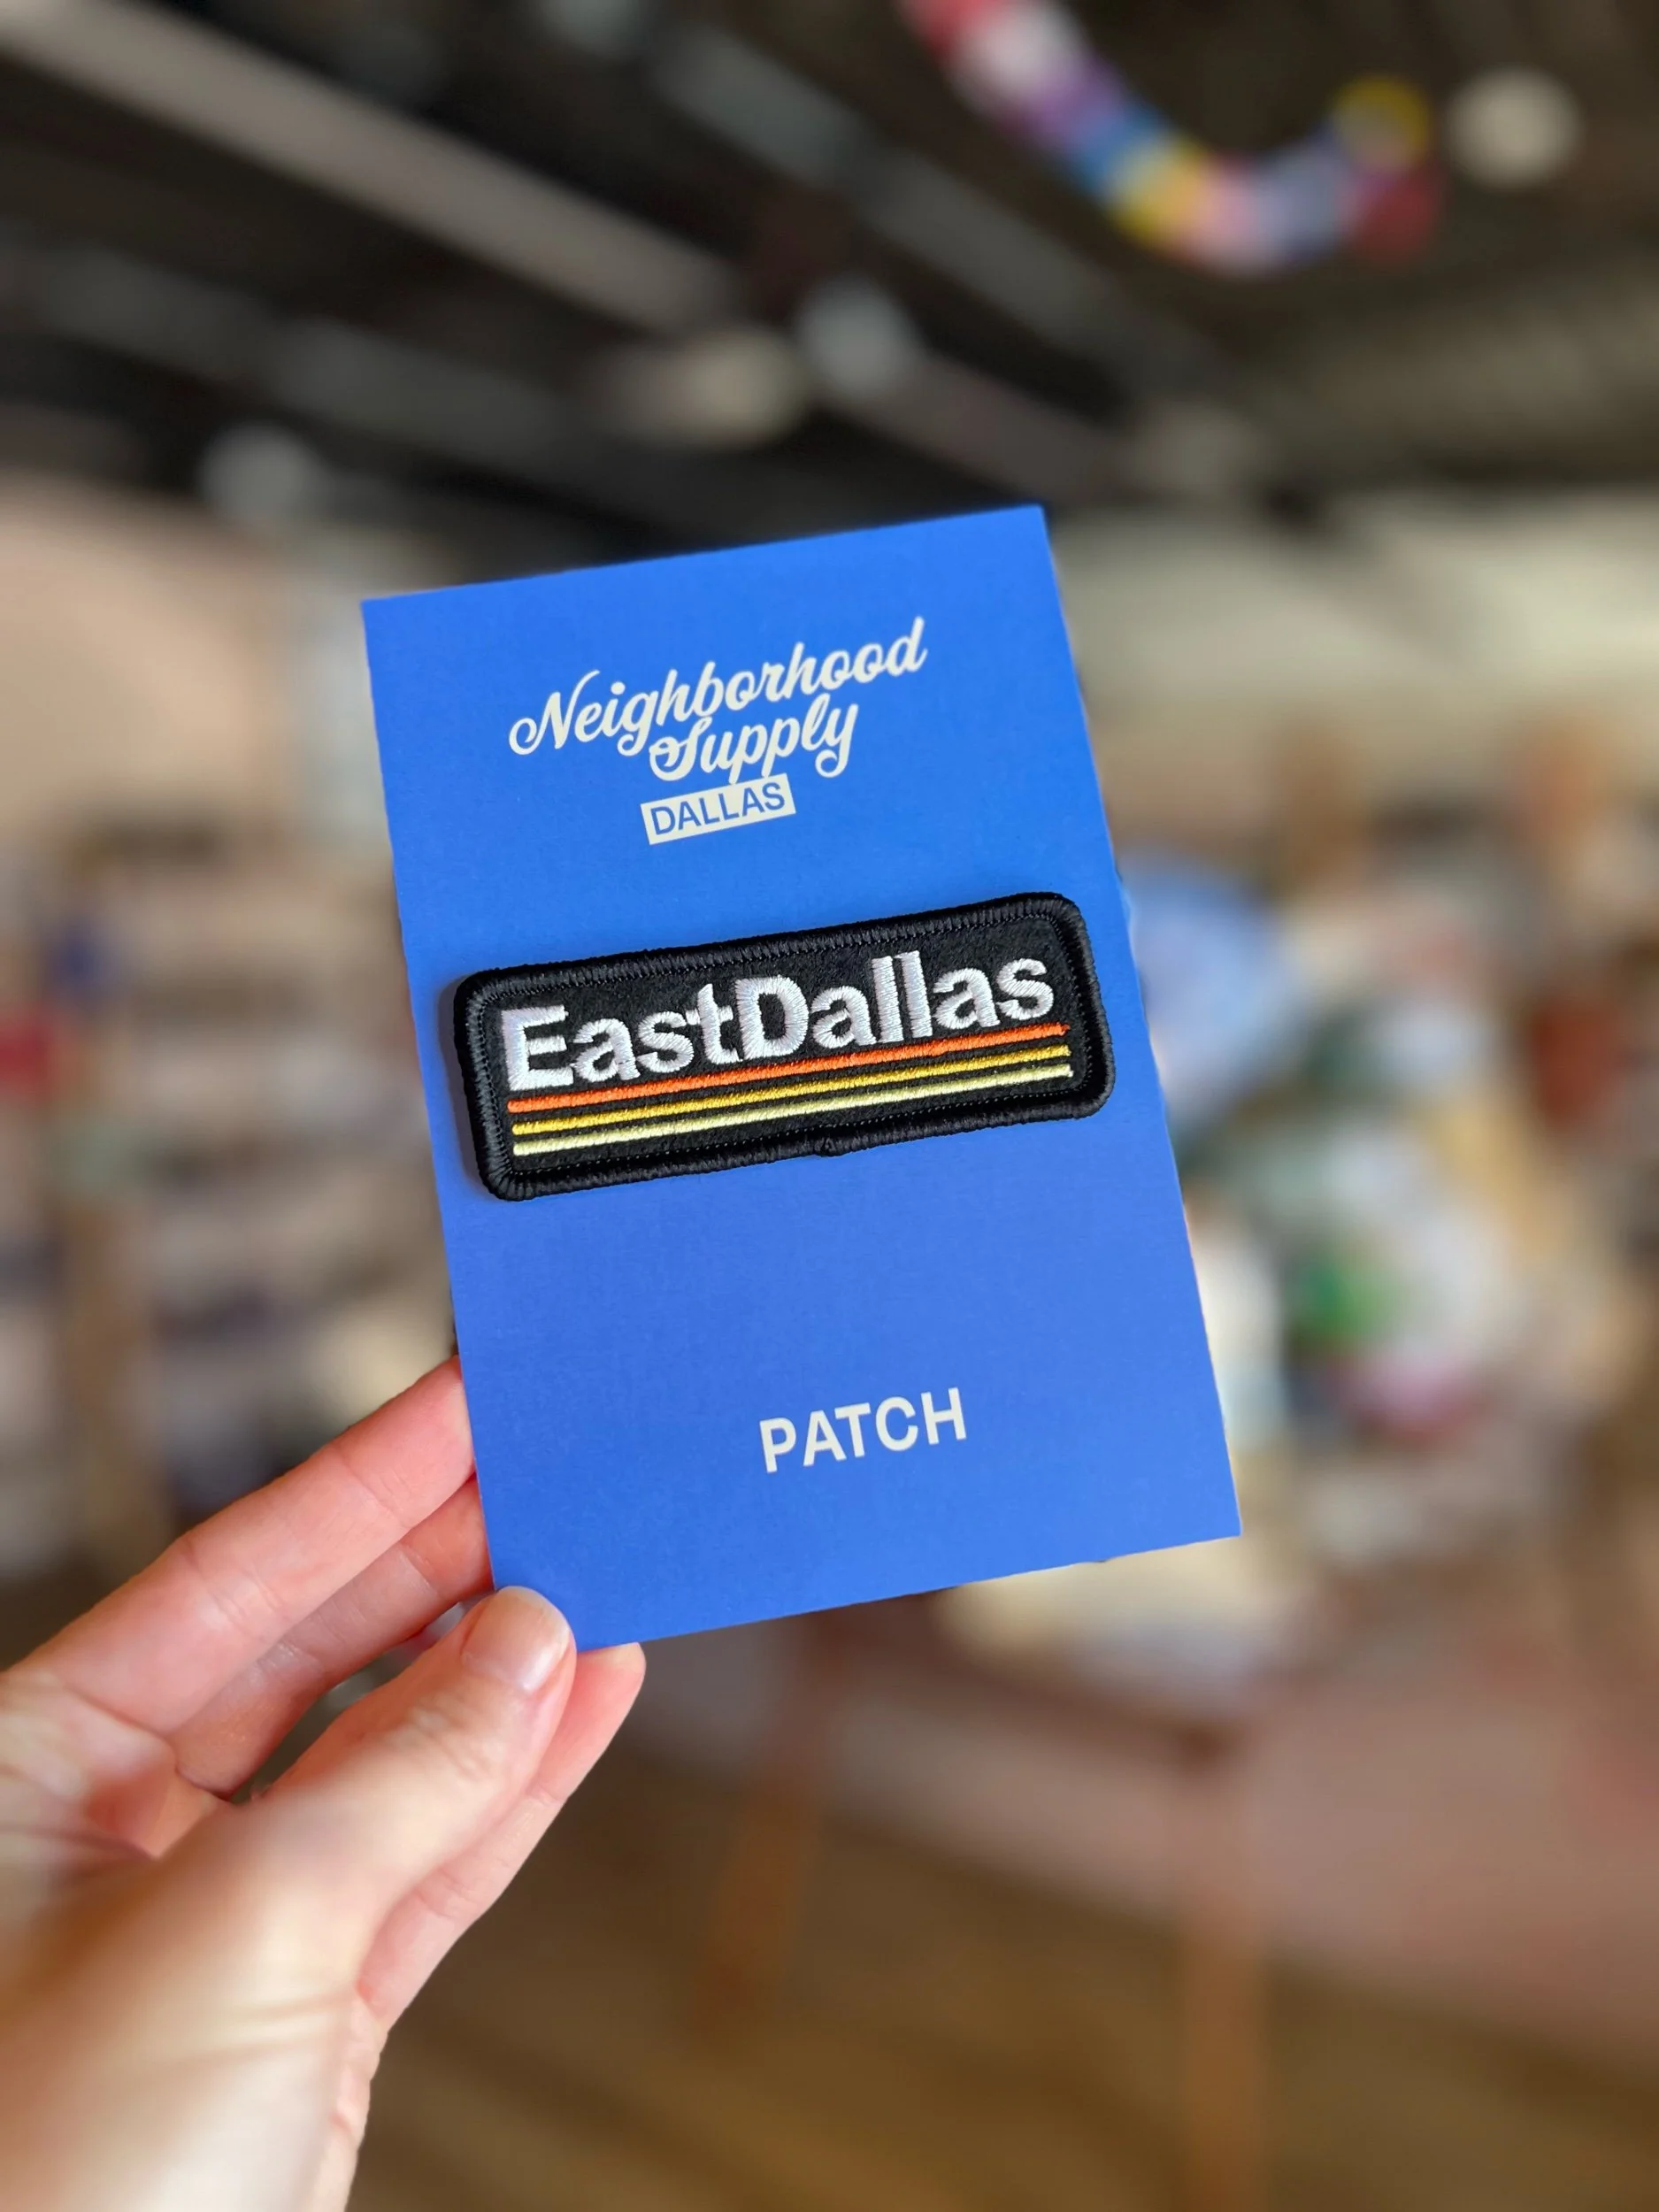 Neighborhood
Supply
DALLAS
EastDallas
PATCH